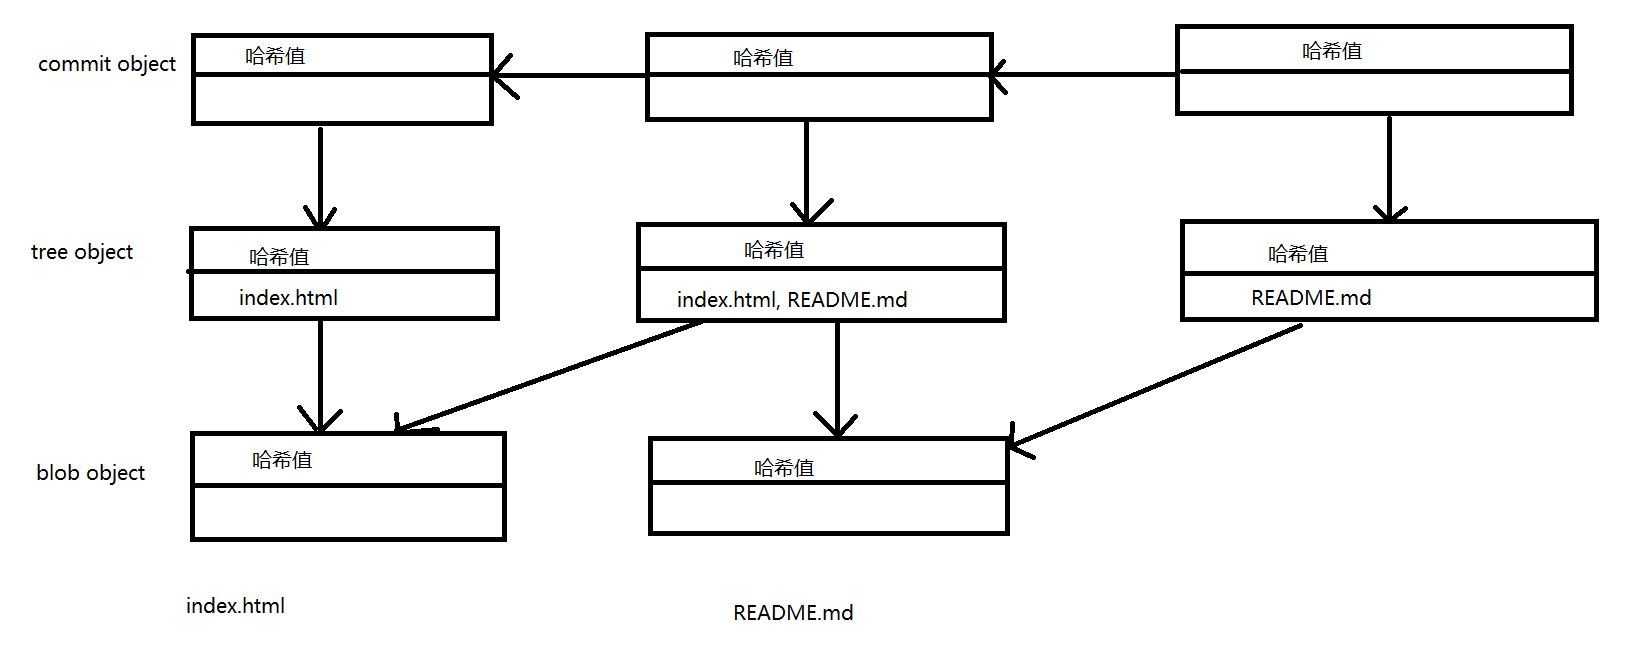 commit object
哈希值
哈希值
哈希值
tree object
哈希值
index.html
哈希值
index.html, README.md
哈希值
README.md
blob object
哈希值
哈希值
index.html
README.md